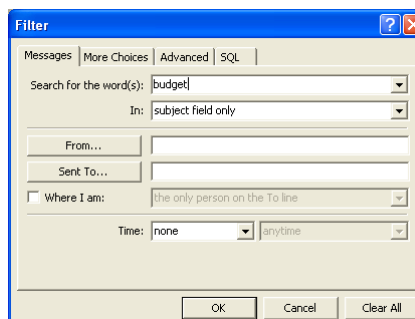 Filter
Messages More Choices Advanced SQL
Search for the word(s): budget
In: subject field only
From...
Sent To...
Where I am: the only person on the To line
Time: none anytime
OK Cancel Clear All